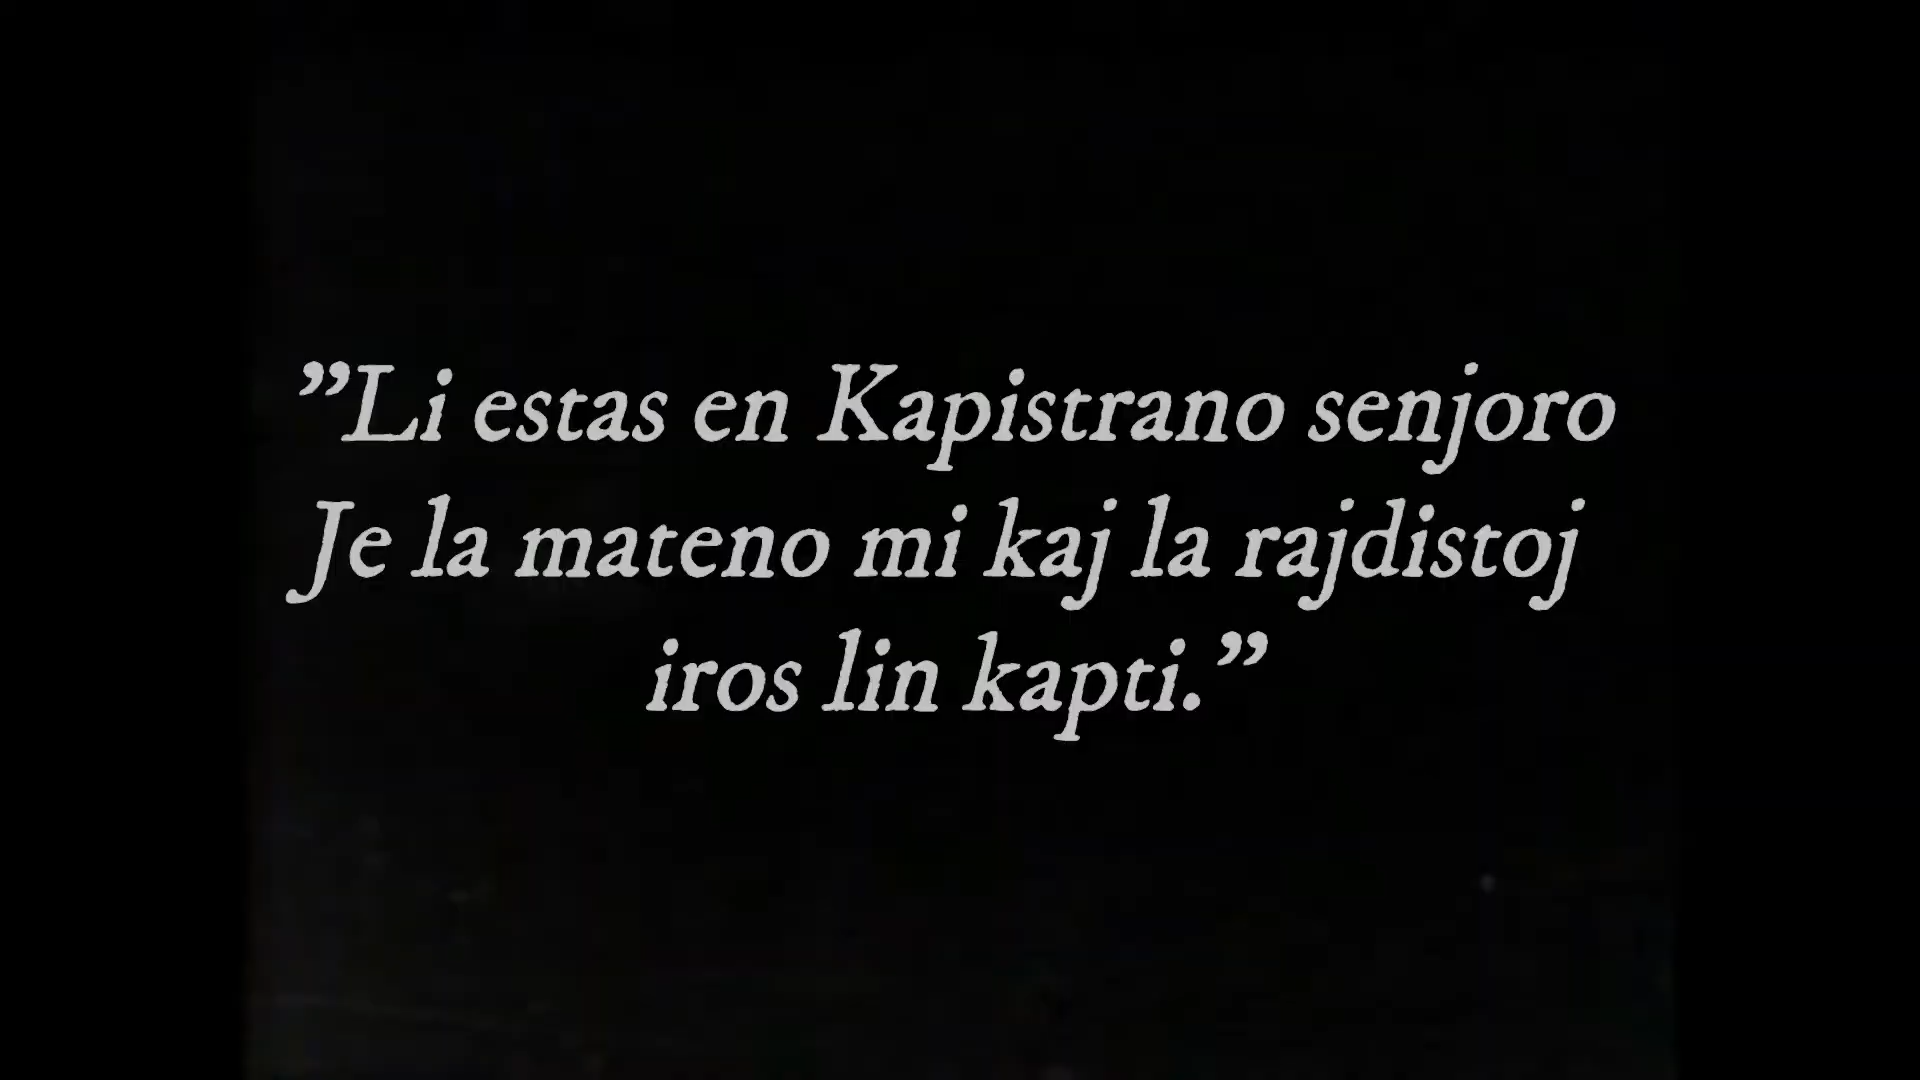 ”Li estas en Kapistrano senjoro
Je la mateno mi kaj la rajdistoj
iros lin kapti.”